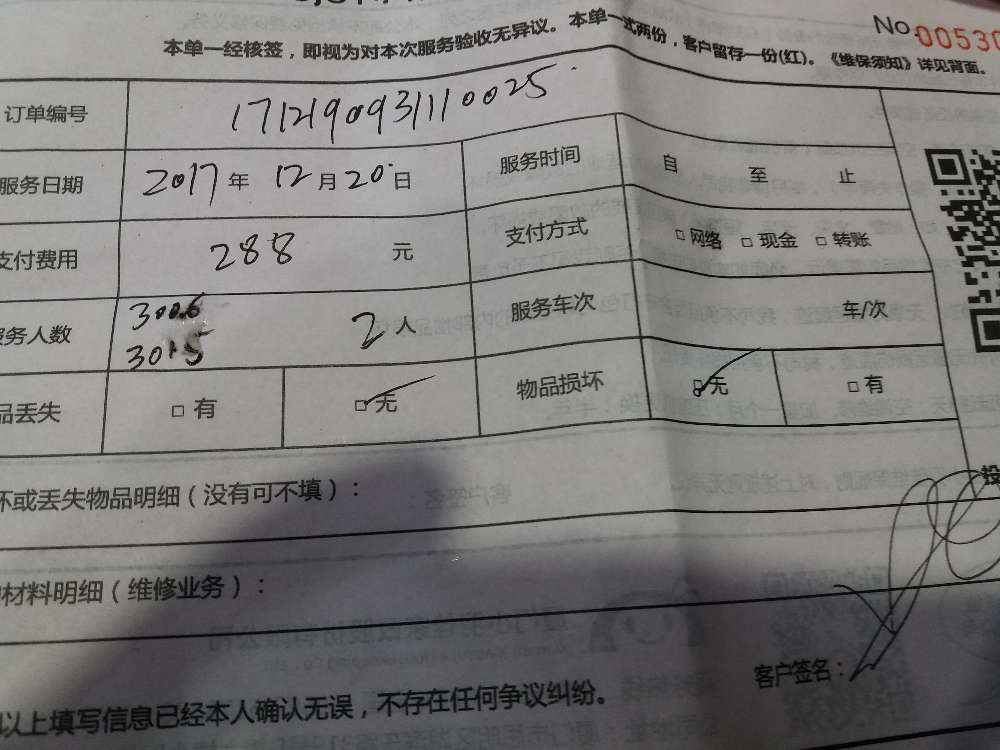 本单一经核签，即视为对本次服务验收无异议。本单一式两份，客户留存一份(红)。《维保须知》详见背面。
No.00530
订单编号 1712190931110025
服务日期 2017年 12月20日 服务时间 自 至 止
支付费用 288 元 支付方式 □网络 □现金 □转账
服务人数 3006 3015 2人 服务车次 车/次
品丢失 □有 □无 物品损坏 □无 □有
坏或丢失物品明细（没有可不填）：
材料明细（维修业务）：
投
客户签名：
以上填写信息已经本人确认无误，不存在任何争议纠纷。